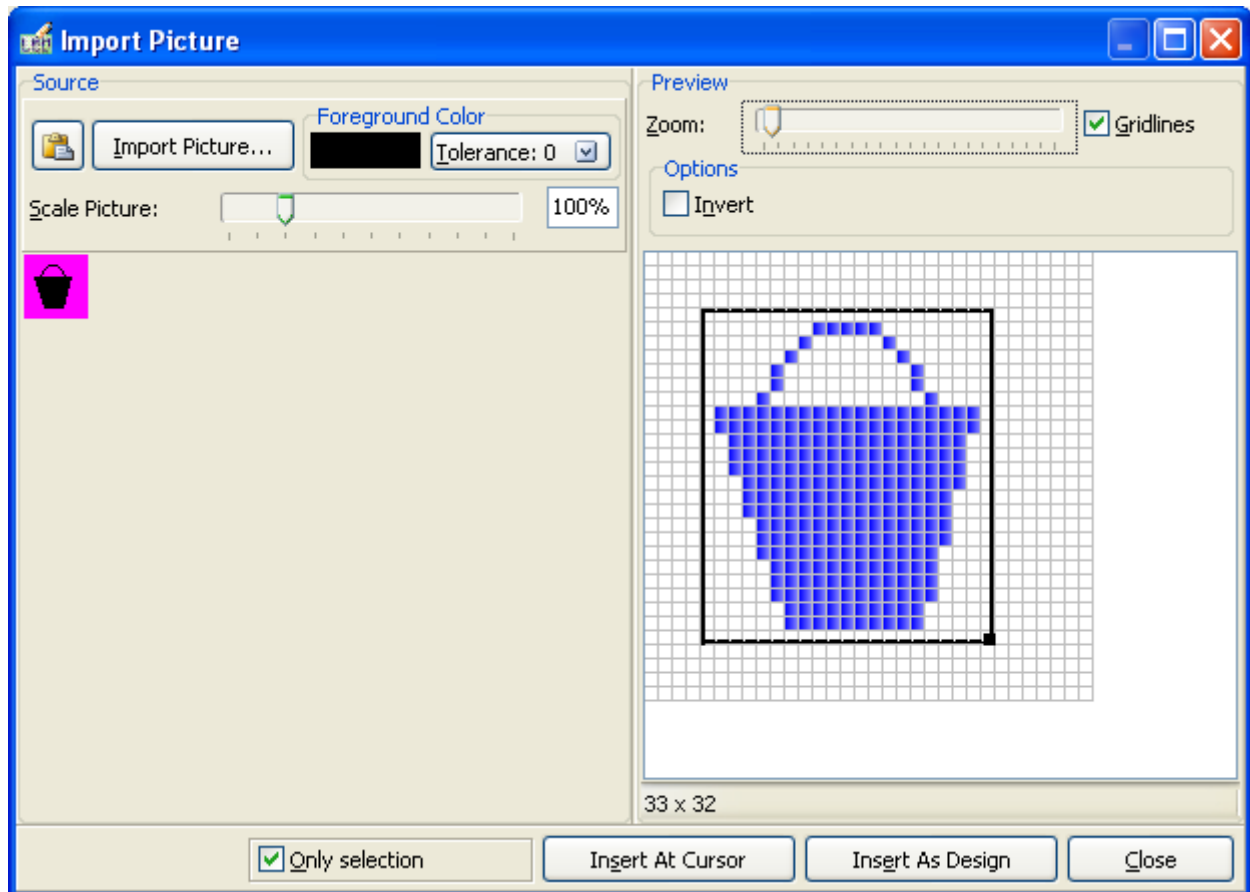 Import Picture
Source
Import Picture...
Foreground Color
Tolerance: 0
Scale Picture:
100%
Preview
Zoom:
Gridlines
Options
Invert
33 x 32
Only selection
Insert At Cursor
Insert As Design
Close